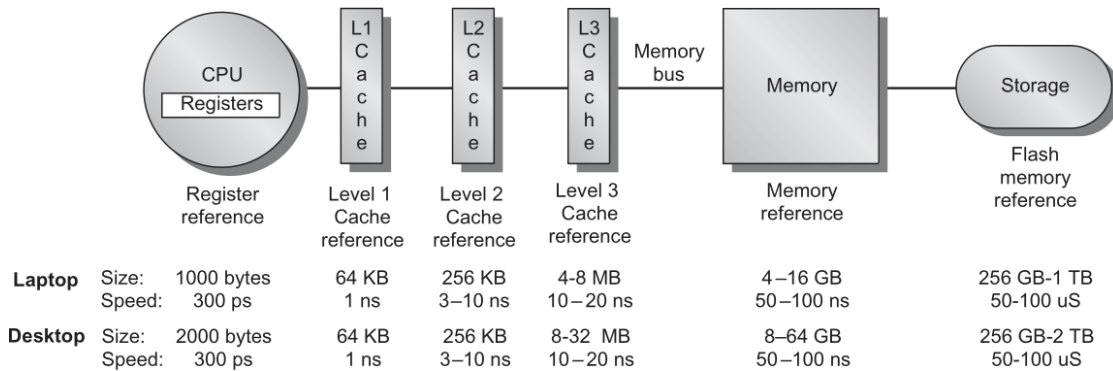 CPU
Registers
L1
C
a
c
h
e
L2
C
a
c
h
e
L3
C
a
c
h
e
Memory
bus
Memory
Storage
Register
reference
Level 1
Cache
reference
Level 2
Cache
reference
Level 3
Cache
reference
Memory
reference
Flash
memory
reference
Laptop Size: 1000 bytes 64 KB 256 KB 4-8 MB 4–16 GB 256 GB-1 TB
Speed: 300 ps 1 ns 3–10 ns 10–20 ns 50–100 ns 50-100 uS
Desktop Size: 2000 bytes 64 KB 256 KB 8-32 MB 8–64 GB 256 GB-2 TB
Speed: 300 ps 1 ns 3–10 ns 10–20 ns 50–100 ns 50-100 uS